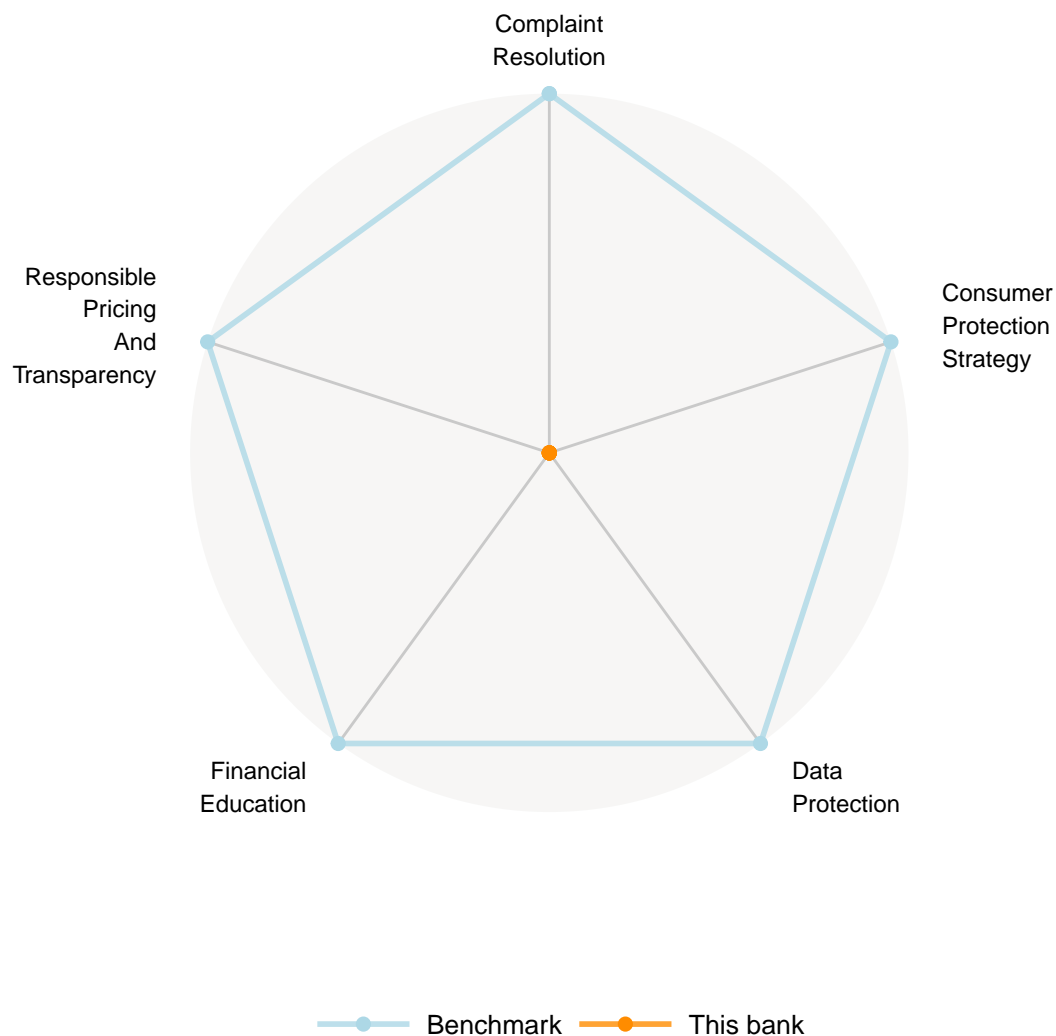 Complaint
Resolution
Responsible
Pricing
And
Transparency
Consumer
Protection
Strategy
Financial
Education
Data
Protection
Benchmark
This bank